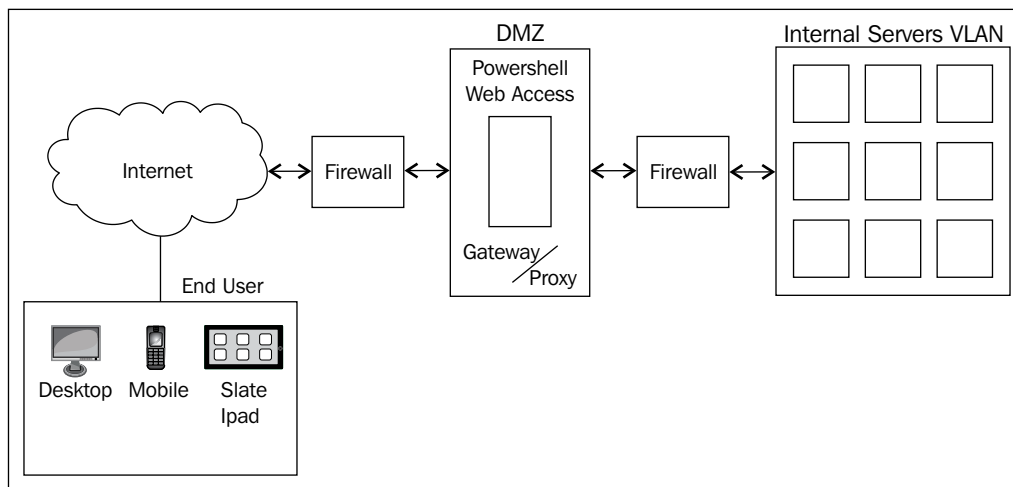 DMZ
Powershell
Web Access
Gateway
Proxy
Internal Servers VLAN
Internet
Firewall
Firewall
End User
Desktop
Mobile
Slate
Ipad